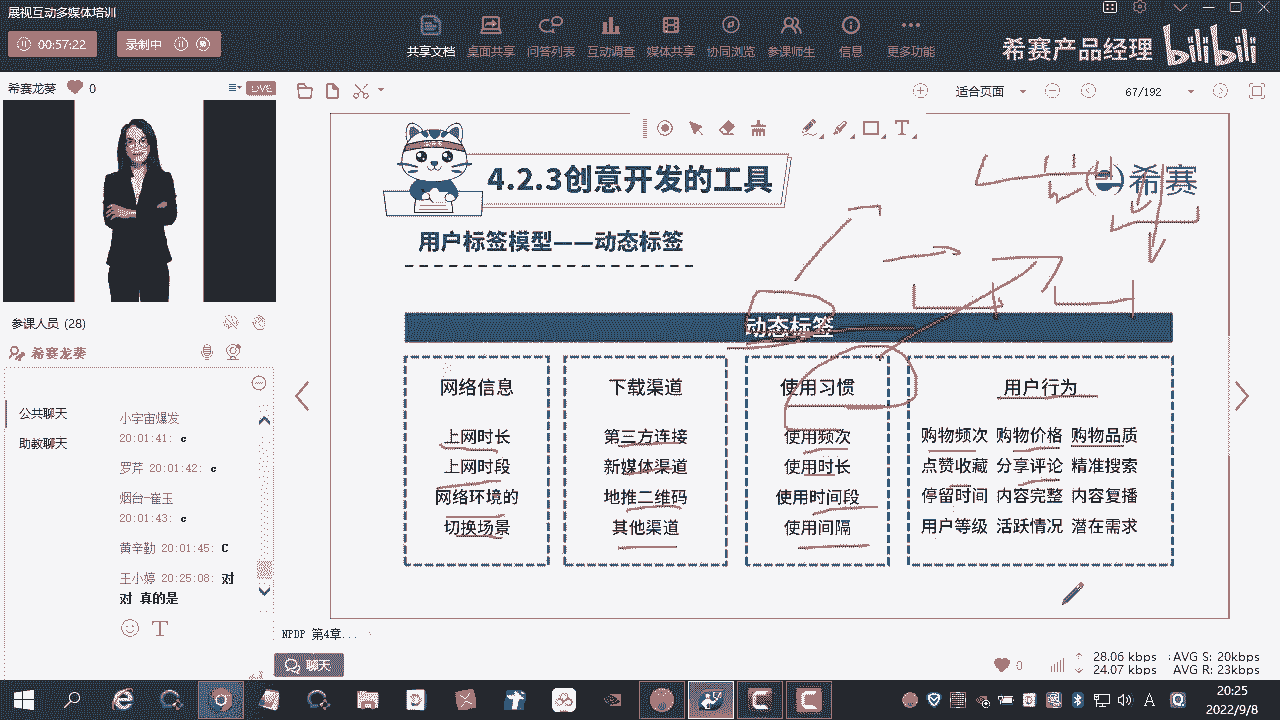 展视互动多媒体培训
00:57:22
录制中
共享文档 桌面共享 问答列表 互动调查 媒体共享 协同浏览 参课师生 信息 更多功能
希赛产品经理 bilibili
希赛龙葵 0 LIVE
适合页面
67/192
参课人员 (28)
希赛龙葵
公共聊天
助教聊天
小宇宙爆发
20:01:41: c
罗芹 20:01:42: c
烟台-崔玉
20:01:43: c
黄辛勤 20:01:45: C
王小婷 20:25:08: 对
对 真的是
4.2.3创意开发的工具
希赛
用户标签模型——动态标签
动态标签
网络信息
上网时长
上网时段
网络环境的
切换场景
下载渠道
第三方连接
新媒体渠道
地推二维码
其他渠道
使用习惯
使用频次
使用时长
使用时间段
使用间隔
用户行为
购物频次 购物价格 购物品质
点赞收藏 分享评论 精准搜索
停留时间 内容完整 内容复播
用户等级 活跃情况 潜在需求
NPDP 第4章...
聊天
0
28.06 kbps AVG S: 20kbps
24.07 kbps AVG R: 23kbps
20:25
2022/9/8